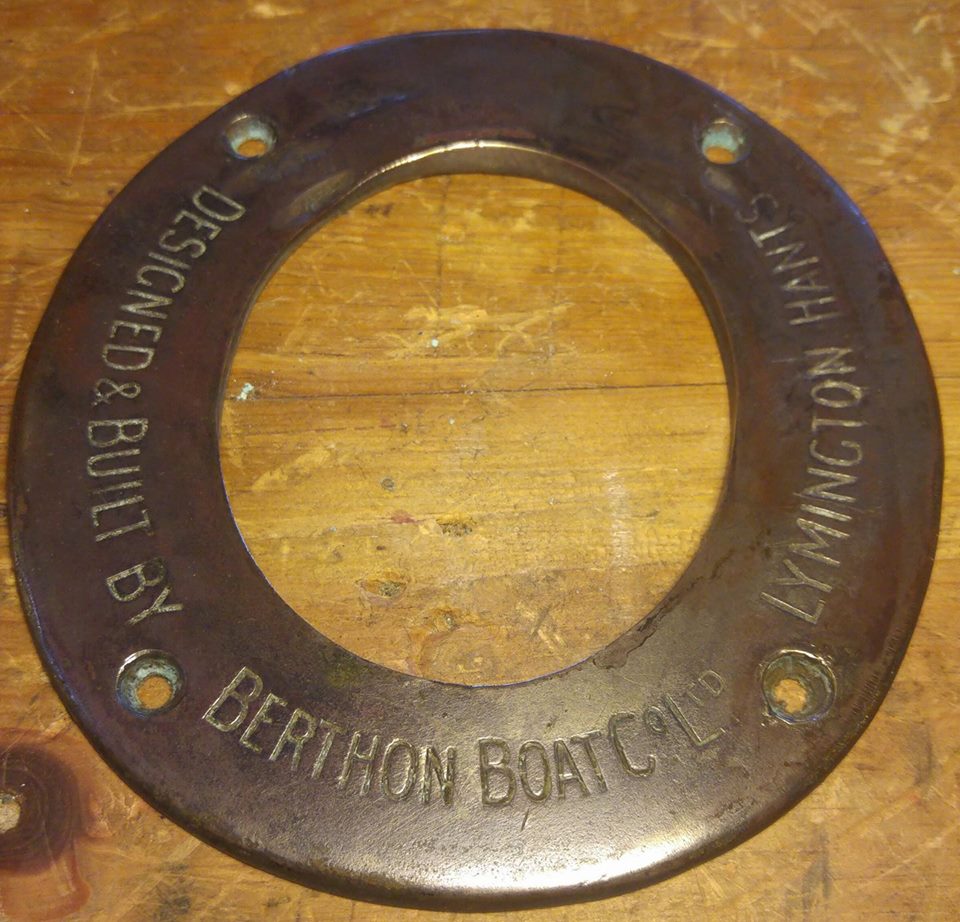 DESIGNED & BUILT BY
BERTHON BOAT Co LTD
LYMINGTON HANTS